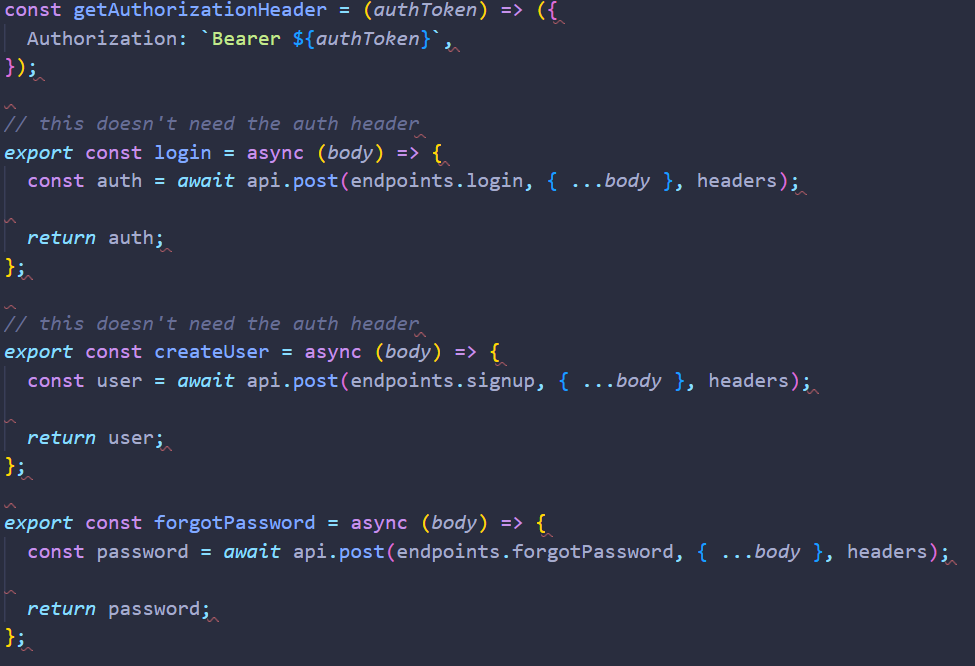 const getAuthorizationHeader = (authToken) => ({
  Authorization: `Bearer ${authToken}`,
});
// this doesn't need the auth header
export const login = async (body) => {
  const auth = await api.post(endpoints.login, { ...body }, headers);
  return auth;
};
// this doesn't need the auth header
export const createUser = async (body) => {
  const user = await api.post(endpoints.signup, { ...body }, headers);
  return user;
};
export const forgotPassword = async (body) => {
  const password = await api.post(endpoints.forgotPassword, { ...body }, headers);
  return password;
};